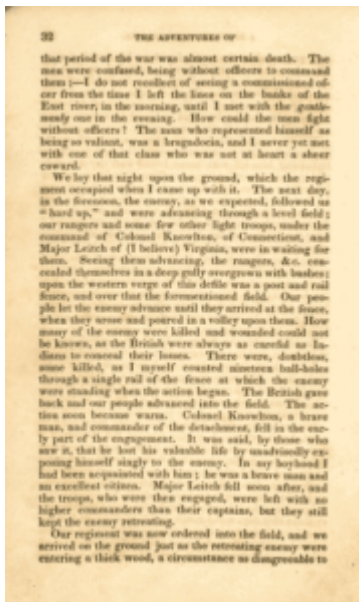 32 THE ADVENTURES OF
that period of the war was almost certain death. The
men were confused, being without officers to command
them ;—I do not recollect of seeing a commissioned of-
cer from the time I left the lines on the banks of the
East river, in the morning, until I met with the gentle-
manly one in the evening. How could the men fight
without officers? The man who represented himself as
being so valiant, was a bragadocia, and I never yet met
with one of that class who was not at heart a sheer
coward.
We lay that night upon the ground, which the regi-
ment occupied when I came up with it. The next day,
in the forenoon, the enemy, as we expected, followed us
" hard up," and were advancing through a level field ;
our rangers and some few other light troops, under the
command of Colonel Knowlton, of Connecticut, and
Major Leitch of (I believe) Virginia, were in waiting for
them. Seeing them advancing, the rangers, &c. con-
cealed themselves in a deep gully overgrown with bushes;
upon the western verge of this defile was a post and rail
fence, and over that the forementioned field. Our peo-
ple let the enemy advance until they arrived at the fence,
when they arose and poured in a volley upon them. How
many of the enemy were killed and wounded could not
be known, as the British were always as careful as In-
dians to conceal their losses. There were, doubtless,
some killed, as I myself counted nineteen ball-holes
through a single rail of the fence at which the enemy
were standing when the action began. The British gave
back and our people advanced into the field. The ac-
tion soon became warm. Colonel Knowlton, a brave
man, and commander of the detachment, fell in the ear-
ly part of the engagement. It was said, by those who
saw it, that he lost his valuable life by unadvisedly ex-
posing himself singly to the enemy. In my boyhood I
had been acquainted with him ; he was a brave man and
an excellent citizen. Major Leitch fell soon after, and
the troops, who were then engaged, were left with no
higher commanders than their captains, but they still
kept the enemy retreating.
Our regiment was now ordered into the field, and we
arrived on the ground just as the retreating enemy were
entering a thick wood, a circumstance as disagreeable to